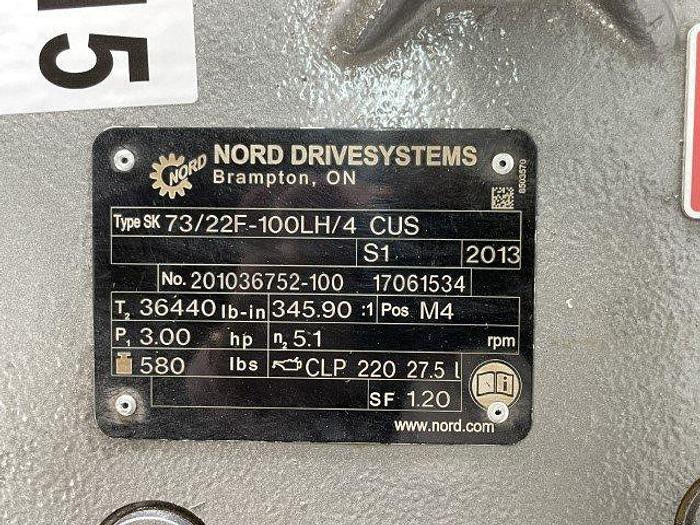 15
NORD
NORD DRIVESYSTEMS
Brampton, ON
8503570
Type SK 73/22F-100LH/4 CUS
S1 2013
No. 201036752-100 17061534
T2 36440 lb-in 345.90 :1 Pos M4
P1 3.00 hp n2 5.1 rpm
580 lbs CLP 220 27.5 l
SF 1.20
i
www.nord.com